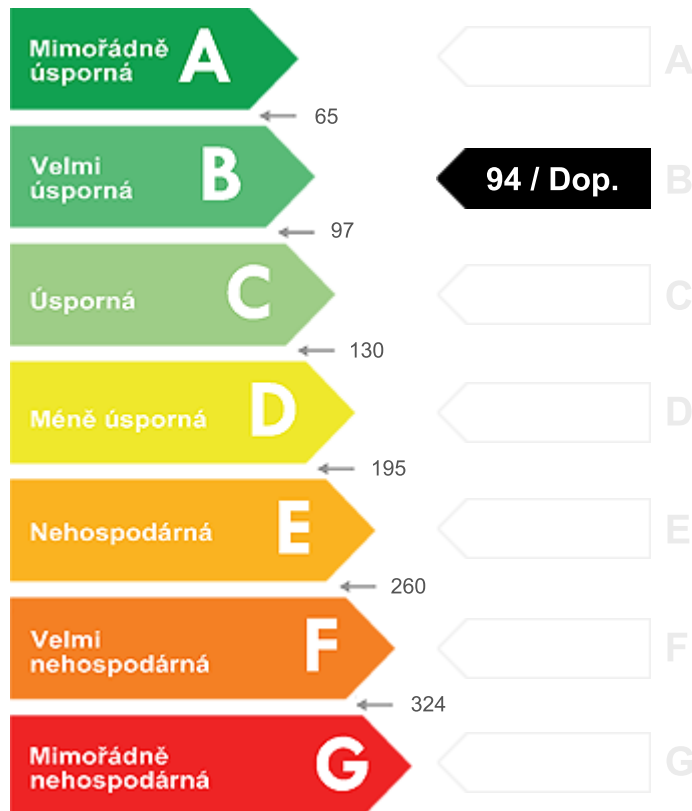 Mimořádně
úsporná
A
A
65
Velmi
úsporná
B
94 / Dop.
B
97
Úsporná
C
C
130
Méně úsporná
D
D
195
Nehospodárná
E
E
260
Velmi
nehospodárná
F
F
324
Mimořádně
nehospodárná
G
G